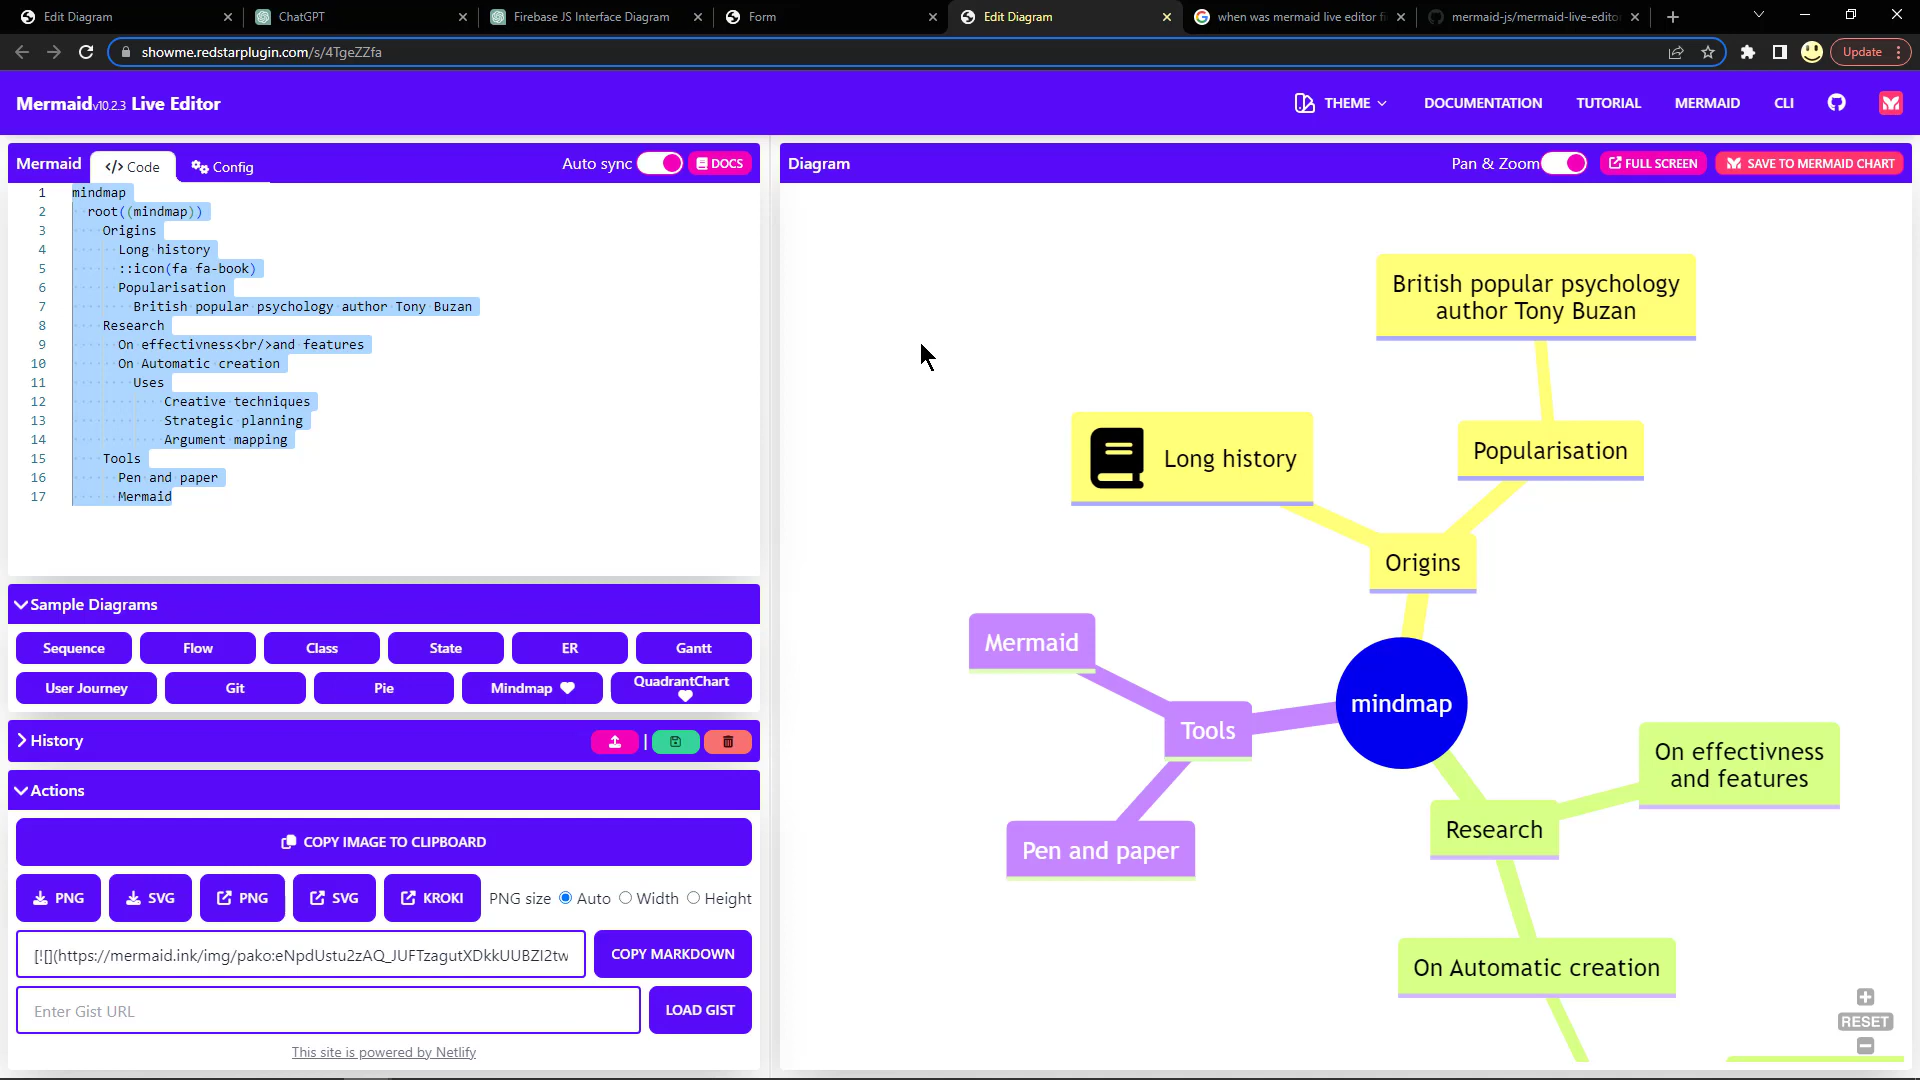 Edit Diagram
ChatGPT
Firebase JS Interface Diagram
Form
Edit Diagram
when was mermaid live editor fi
mermaid-js/mermaid-live-edito
showme.redstarplugin.com/s/4TgeZZfa
Update
Mermaid v10.2.3 Live Editor
THEME
DOCUMENTATION
TUTORIAL
MERMAID
CLI
Mermaid
</> Code
Config
Auto sync
DOCS
1 mindmap
2 root((mindmap))
3 Origins
4 Long history
5 ::icon(fa fa-book)
6 Popularisation
7 British popular psychology author Tony Buzan
8 Research
9 On effectivness<br/>and features
10 On Automatic creation
11 Uses
12 Creative techniques
13 Strategic planning
14 Argument mapping
15 Tools
16 Pen and paper
17 Mermaid
Sample Diagrams
Sequence
Flow
Class
State
ER
Gantt
User Journey
Git
Pie
Mindmap
QuadrantChart
History
Actions
COPY IMAGE TO CLIPBOARD
PNG
SVG
PNG
SVG
KROKI
PNG size
Auto
Width
Height
[![](https://mermaid.ink/img/pako:eNpdUstu2zAQ_JUFTzagutXDkkUUBZI2tw
COPY MARKDOWN
Enter Gist URL
LOAD GIST
This site is powered by Netlify
Diagram
Pan & Zoom
FULL SCREEN
SAVE TO MERMAID CHART
British popular psychology
author Tony Buzan
Long history
Popularisation
Origins
Mermaid
Tools
mindmap
Pen and paper
On effectivness
and features
Research
On Automatic creation
RESET